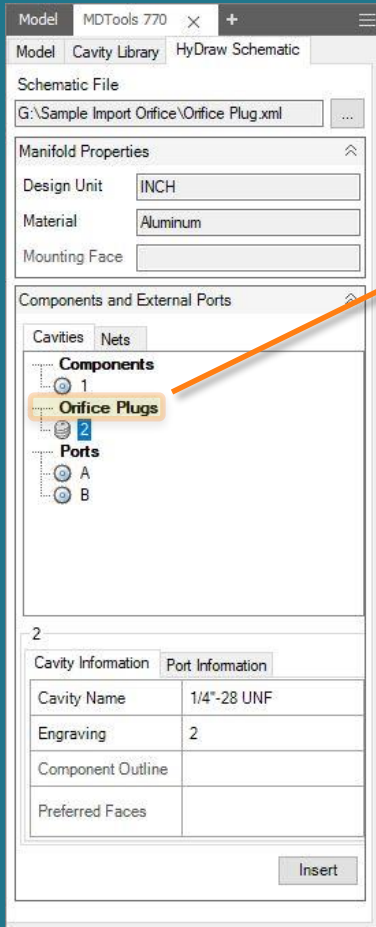 Model MDTools 770 × +
Model Cavity Library HyDraw Schematic
Schematic File
G:\Sample Import Orifice\Orifice Plug.xml ...
Manifold Properties
Design Unit INCH
Material Aluminum
Mounting Face
Components and External Ports
Cavities Nets
Components
1
Orifice Plugs
2
Ports
A
B
2
Cavity Information Port Information
Cavity Name 1/4"-28 UNF
Engraving 2
Component Outline
Preferred Faces
Insert